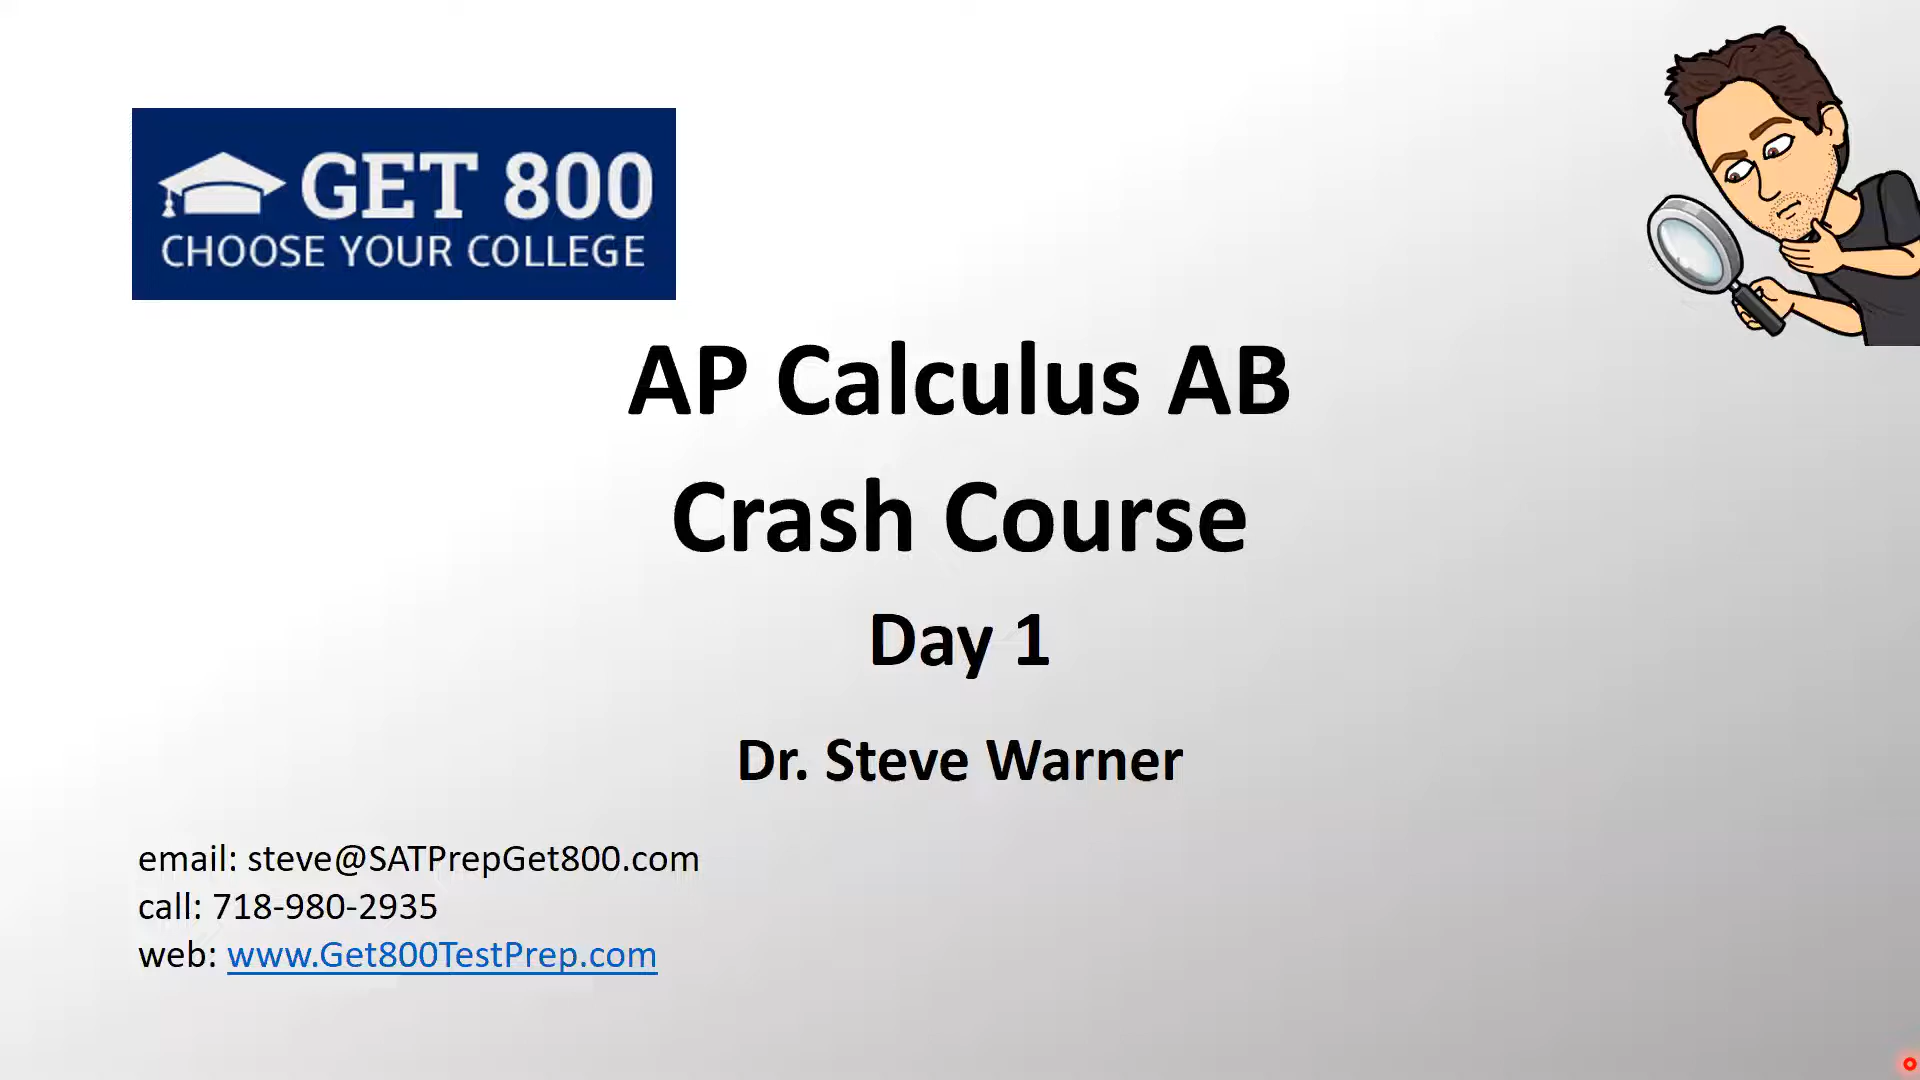 GET 800
CHOOSE YOUR COLLEGE
AP Calculus AB
Crash Course
Day 1
Dr. Steve Warner
email: steve@SATPrepGet800.com
call: 718-980-2935
web: www.Get800TestPrep.com